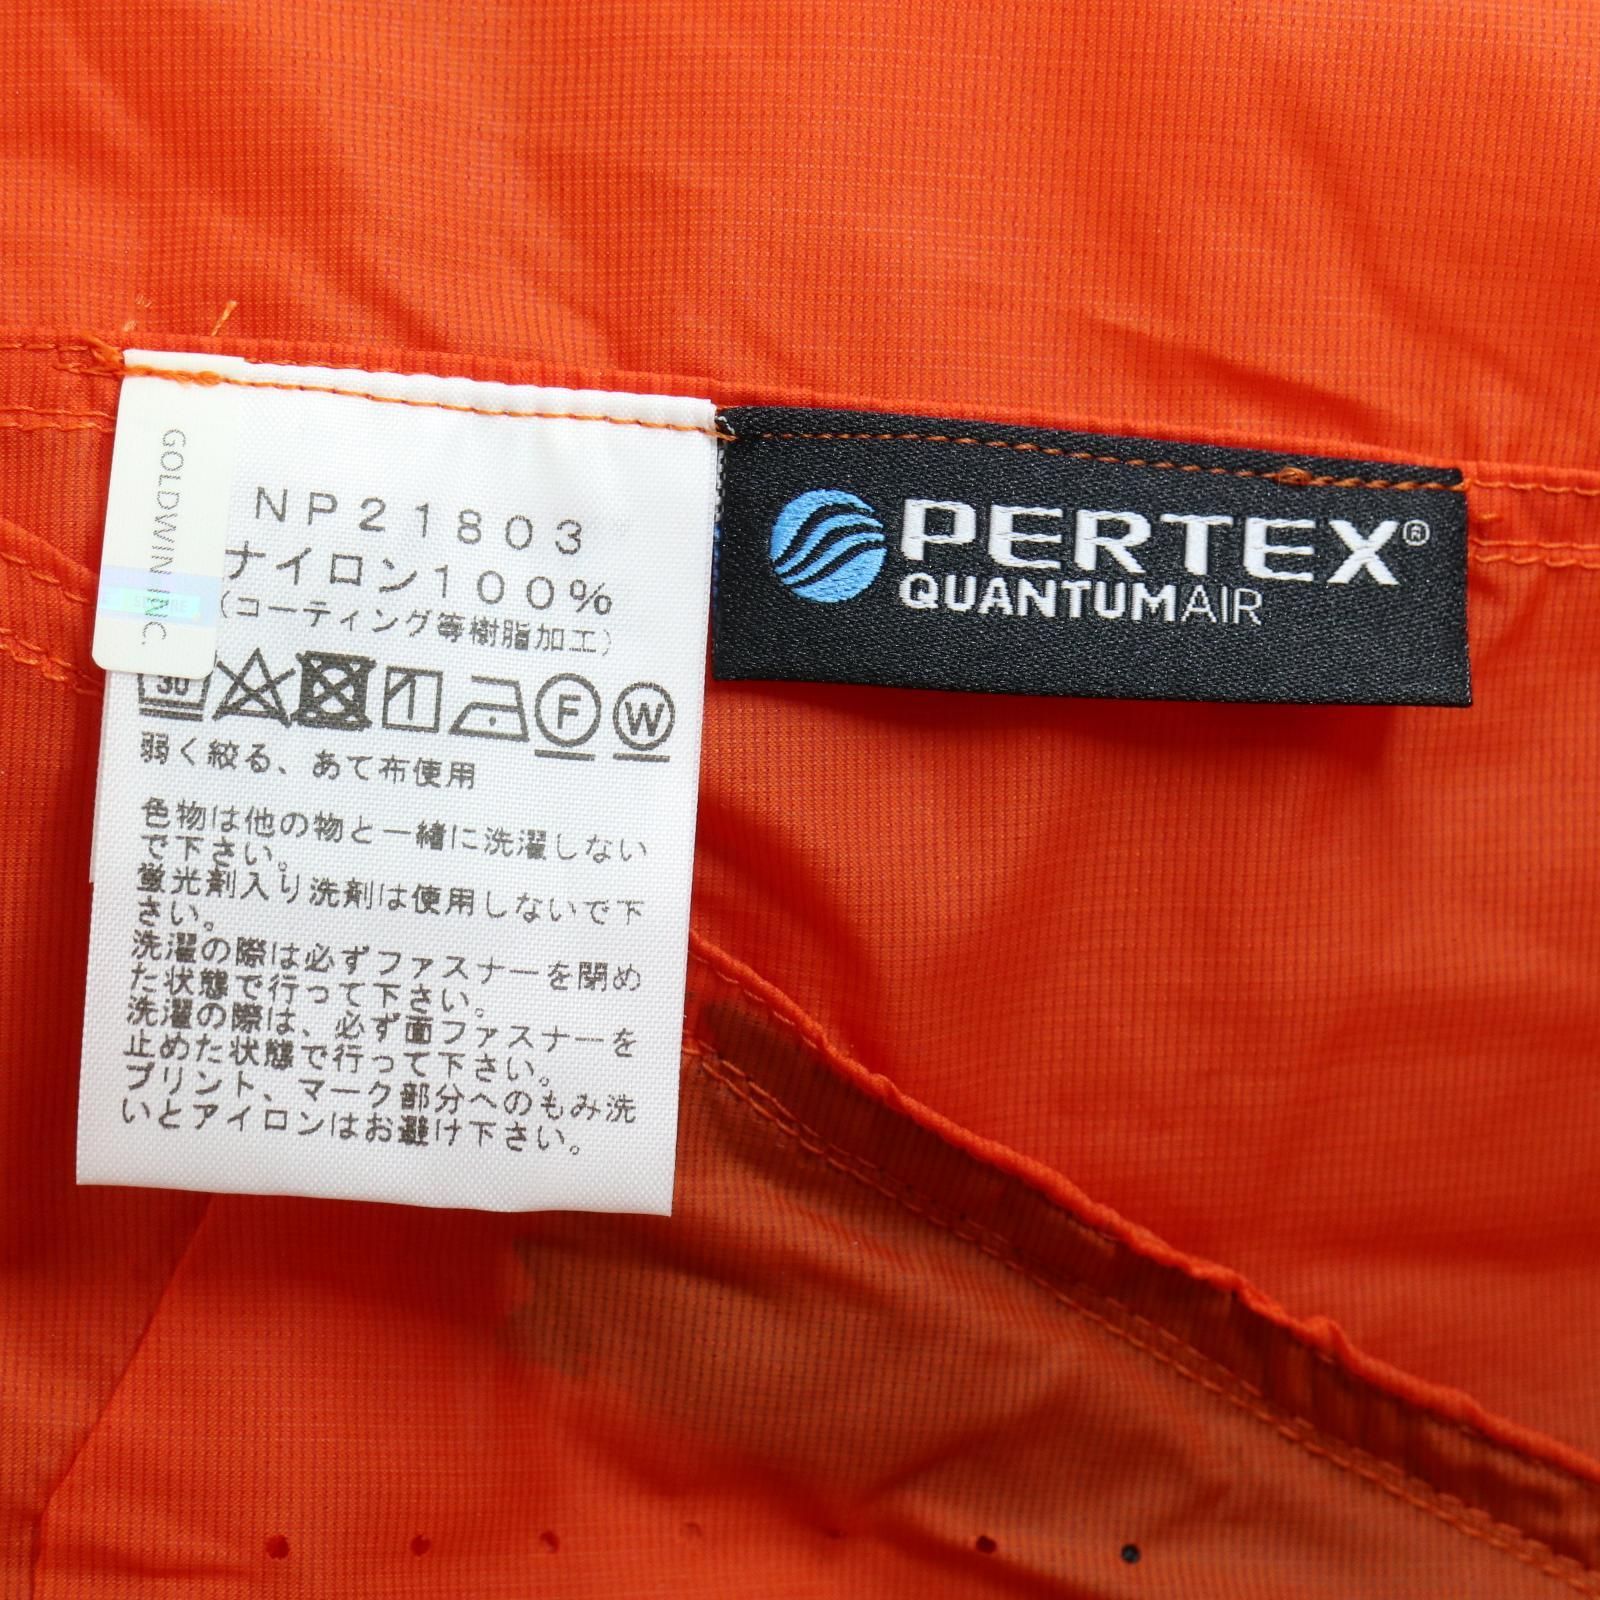 GOLDWIN INC.
NP21803
ナイロン100%
(コーティング等樹脂加工)
30
F
W
弱く絞る、あて布使用
色物は他の物と一緒に洗濯しない
で下さい。
蛍光剤入り洗剤は使用しないで下
さい。
洗濯の際は必ずファスナーを閉め
た状態で行って下さい。
洗濯の際は、必ず面ファスナーを
止めた状態で行って下さい。
プリント、マーク部分へのもみ洗
いとアイロンはお避け下さい。
PERTEX®
QUANTUMAIR